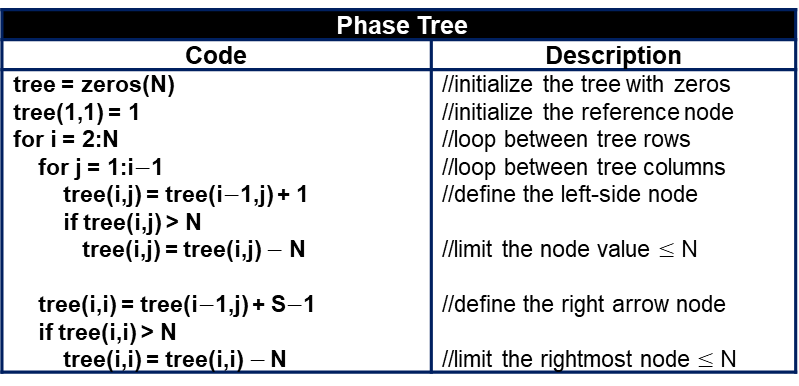 Phase Tree
Code Description
tree = zeros(N) //initialize the tree with zeros
tree(1,1) = 1 //initialize the reference node
for i = 2:N //loop between tree rows
for j = 1:i−1 //loop between tree columns
tree(i,j) = tree(i−1,j) + 1 //define the left-side node
if tree(i,j) > N
tree(i,j) = tree(i,j) − N //limit the node value ≤ N
tree(i,i) = tree(i−1,j) + S−1 //define the right arrow node
if tree(i,i) > N
tree(i,i) = tree(i,i) − N //limit the rightmost node ≤ N